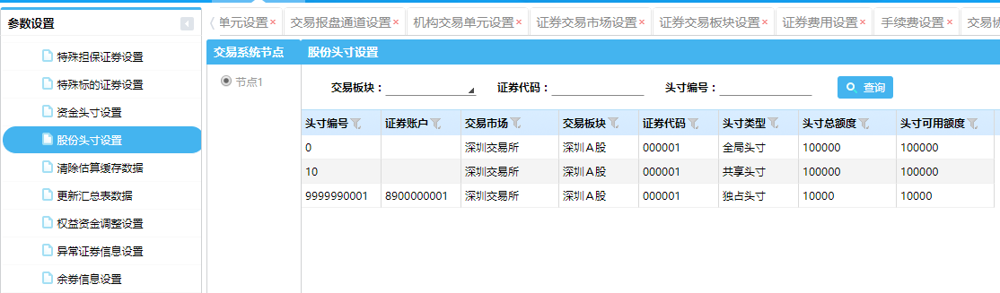 参数设置
单元设置 × 交易报盘通道设置 × 机构交易单元设置 × 证券交易市场设置 × 证券交易板块设置 × 证券费用设置 × 手续费设置 × 交易协
特殊担保证券设置
特殊标的证券设置
资金头寸设置
股份头寸设置
清除估算缓存数据
更新汇总表数据
权益资金调整设置
异常证券信息设置
余券信息设置
交易系统节点
节点1
股份头寸设置
交易板块： 证券代码： 头寸编号： 查询
头寸编号 证券账户 交易市场 交易板块 证券代码 头寸类型 头寸总额度 头寸可用额度
0 深圳交易所 深圳A股 000001 全局头寸 100000 100000
10 深圳交易所 深圳A股 000001 共享头寸 100000 100000
9999990001 8900000001 深圳交易所 深圳A股 000001 独占头寸 10000 10000